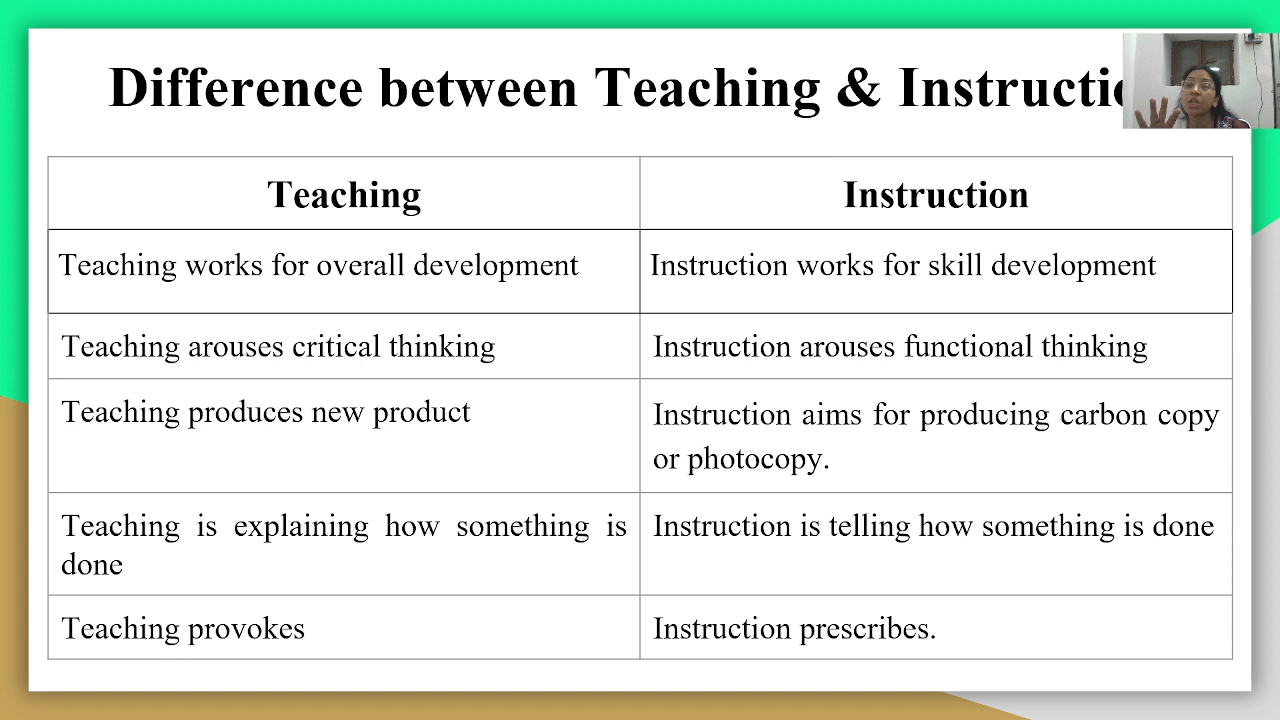 Difference between Teaching & Instructio
Teaching
Instruction
Teaching works for overall development
Instruction works for skill development
Teaching arouses critical thinking
Instruction arouses functional thinking
Teaching produces new product
Instruction aims for producing carbon copy
or photocopy.
Teaching is explaining how something is
done
Instruction is telling how something is done
Teaching provokes
Instruction prescribes.